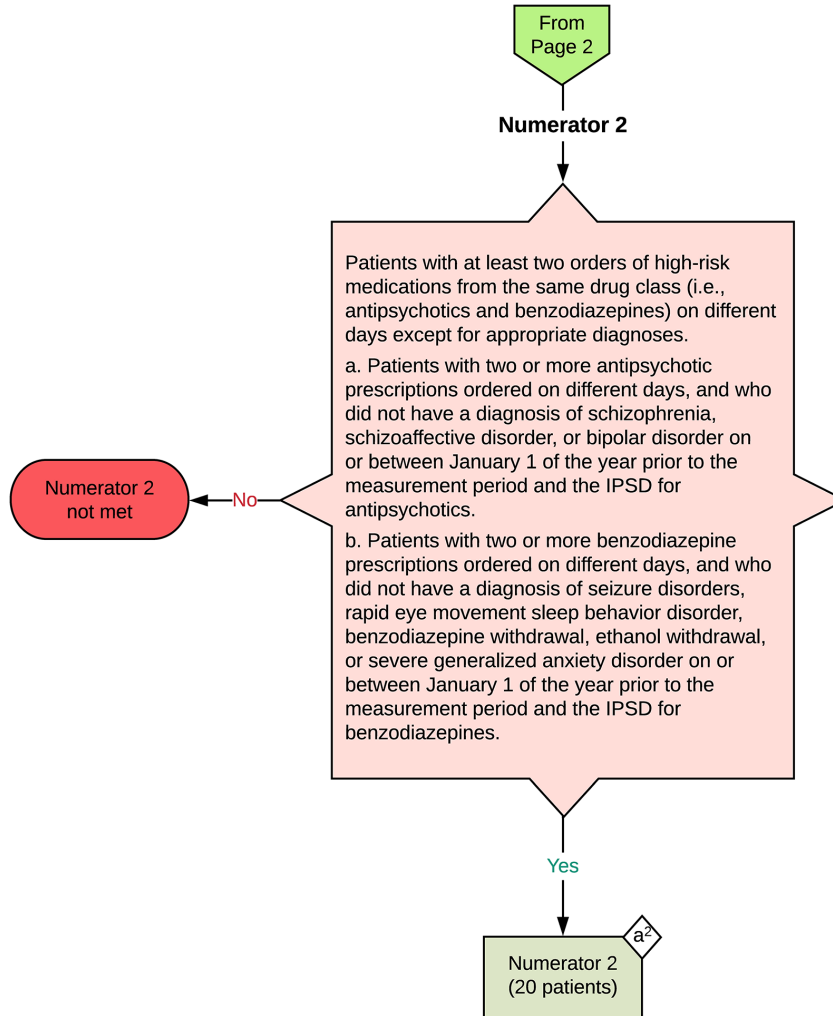 From
Page 2
Numerator 2
Patients with at least two orders of high-risk
medications from the same drug class (i.e.,
antipsychotics and benzodiazepines) on different
days except for appropriate diagnoses.
a. Patients with two or more antipsychotic
prescriptions ordered on different days, and who
did not have a diagnosis of schizophrenia,
schizoaffective disorder, or bipolar disorder on
or between January 1 of the year prior to the
measurement period and the IPSD for
antipsychotics.
b. Patients with two or more benzodiazepine
prescriptions ordered on different days, and who
did not have a diagnosis of seizure disorders,
rapid eye movement sleep behavior disorder,
benzodiazepine withdrawal, ethanol withdrawal,
or severe generalized anxiety disorder on or
between January 1 of the year prior to the
measurement period and the IPSD for
benzodiazepines.
No
Numerator 2
not met
Yes
a²
Numerator 2
(20 patients)